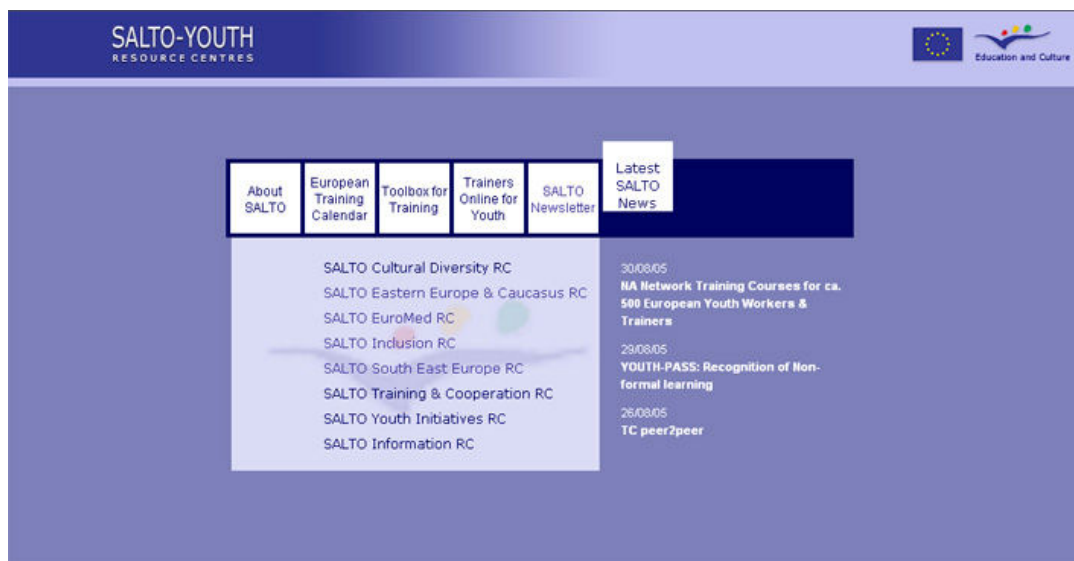 SALTO-YOUTH
RESOURCE CENTRES
Education and Culture
About
SALTO
European
Training
Calendar
Toolbox for
Training
Trainers
Online for
Youth
SALTO
Newsletter
Latest
SALTO
News
SALTO Cultural Diversity RC
SALTO Eastern Europe & Caucasus RC
SALTO EuroMed RC
SALTO Inclusion RC
SALTO South East Europe RC
SALTO Training & Cooperation RC
SALTO Youth Initiatives RC
SALTO Information RC
30/08/05
NA Network Training Courses for ca.
500 European Youth Workers &
Trainers
29/08/05
YOUTH-PASS: Recognition of Non-
formal learning
26/08/05
TC peer2peer